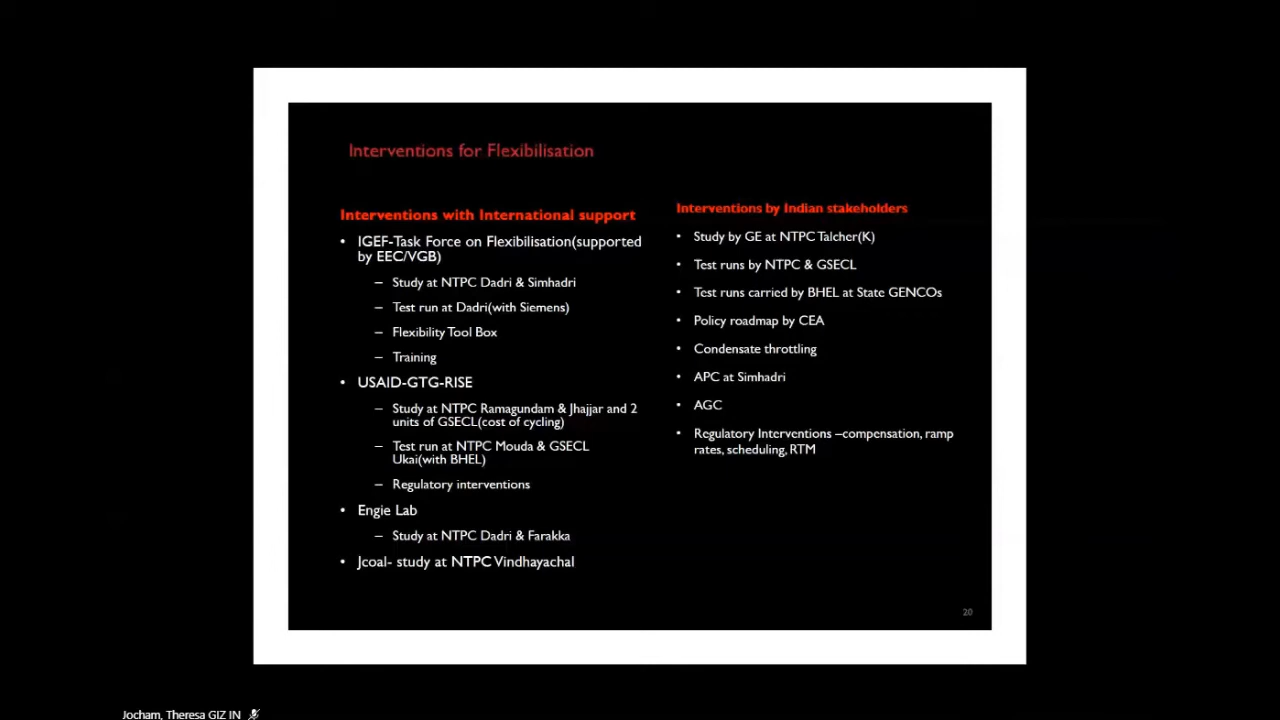 Interventions for Flexibilisation
Interventions with International support
• IGEF-Task Force on Flexibilisation(supported
by EEC/VGB)
– Study at NTPC Dadri & Simhadri
– Test run at Dadri(with Siemens)
– Flexibility Tool Box
– Training
• USAID-GTG-RISE
– Study at NTPC Ramagundam & Jhajjar and 2
units of GSECL(cost of cycling)
– Test run at NTPC Mouda & GSECL
Ukai(with BHEL)
– Regulatory interventions
• Engie Lab
– Study at NTPC Dadri & Farakka
• Jcoal- study at NTPC Vindhayachal
Interventions by Indian stakeholders
• Study by GE at NTPC Talcher(K)
• Test runs by NTPC & GSECL
• Test runs carried by BHEL at State GENCOs
• Policy roadmap by CEA
• Condensate throttling
• APC at Simhadri
• AGC
• Regulatory Interventions –compensation, ramp
rates, scheduling, RTM
20
Jocham, Theresa GIZ IN